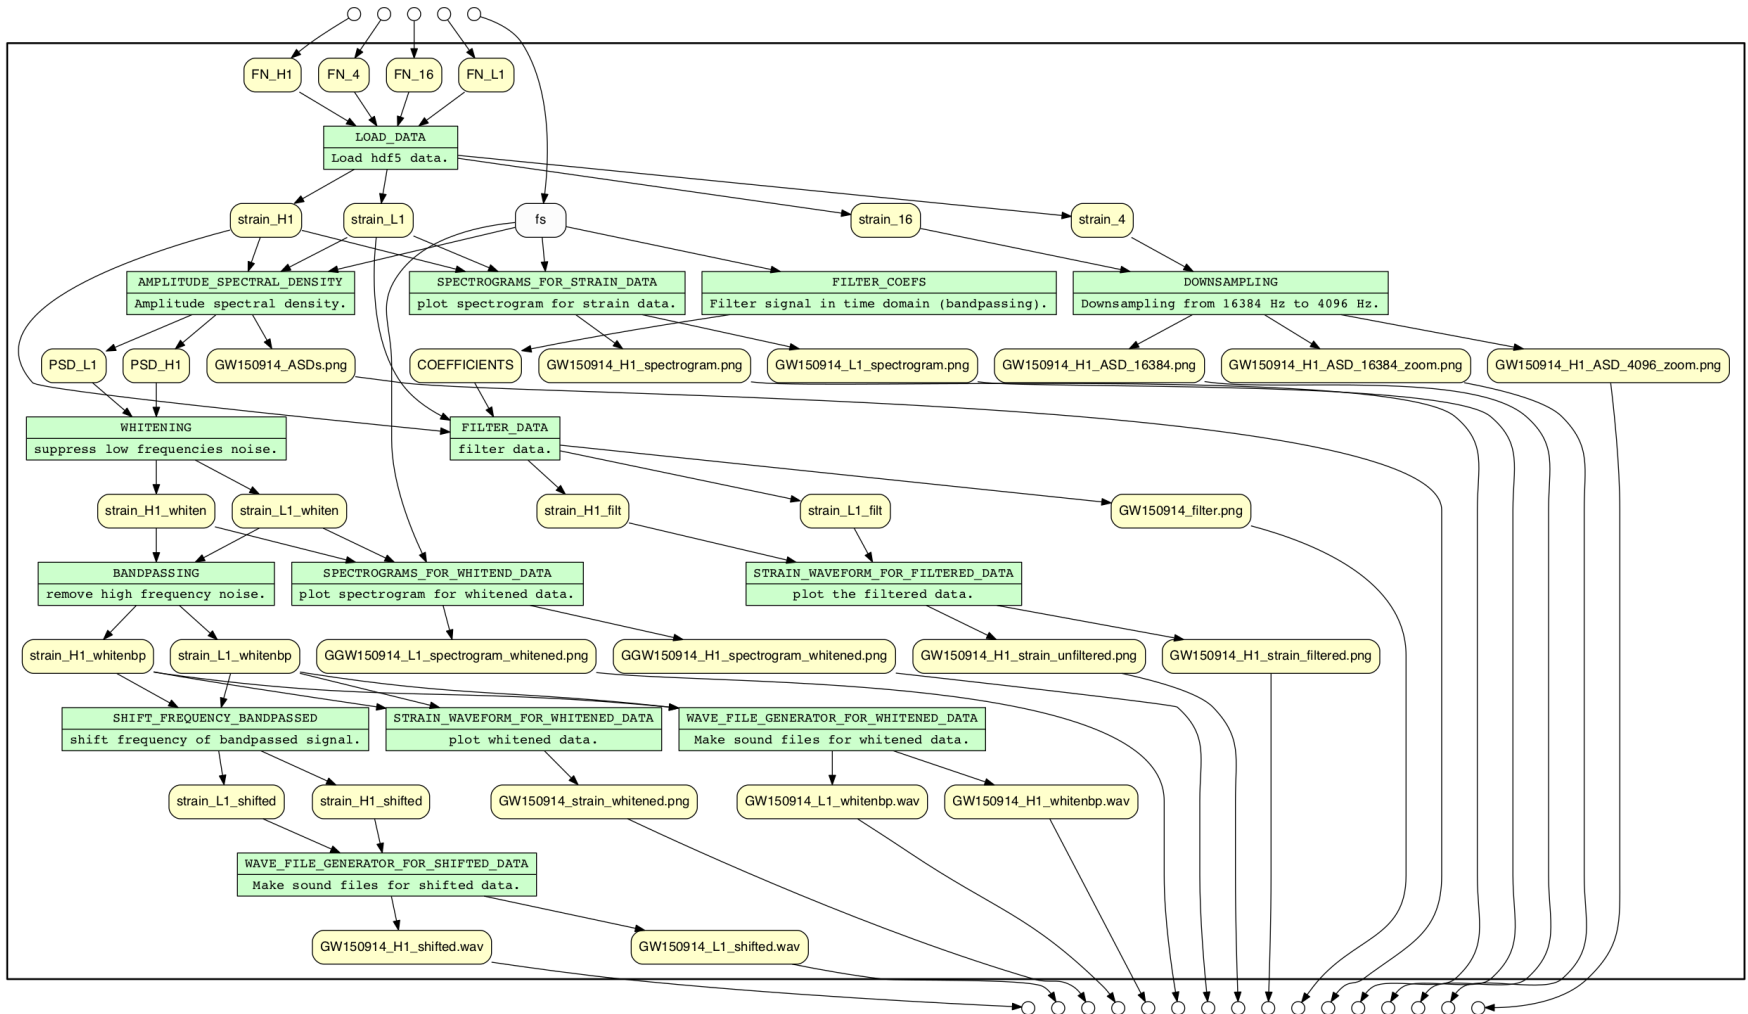 FN_H1
FN_4
FN_16
FN_L1
LOAD_DATA
Load hdf5 data.
strain_H1
strain_L1
fs
strain_16
strain_4
AMPLITUDE_SPECTRAL_DENSITY
Amplitude spectral density.
SPECTROGRAMS_FOR_STRAIN_DATA
plot spectrogram for strain data.
FILTER_COEFS
Filter signal in time domain (bandpassing).
DOWNSAMPLING
Downsampling from 16384 Hz to 4096 Hz.
PSD_L1
PSD_H1
GW150914_ASDs.png
COEFFICIENTS
GW150914_H1_spectrogram.png
GW150914_L1_spectrogram.png
GW150914_H1_ASD_16384.png
GW150914_H1_ASD_16384_zoom.png
GW150914_H1_ASD_4096_zoom.png
WHITENING
suppress low frequencies noise.
FILTER_DATA
filter data.
strain_H1_whiten
strain_L1_whiten
strain_H1_filt
strain_L1_filt
GW150914_filter.png
BANDPASSING
remove high frequency noise.
SPECTROGRAMS_FOR_WHITEND_DATA
plot spectrogram for whitened data.
STRAIN_WAVEFORM_FOR_FILTERED_DATA
plot the filtered data.
strain_H1_whitenbp
strain_L1_whitenbp
GGW150914_L1_spectrogram_whitened.png
GGW150914_H1_spectrogram_whitened.png
GW150914_H1_strain_unfiltered.png
GW150914_H1_strain_filtered.png
SHIFT_FREQUENCY_BANDPASSED
shift frequency of bandpassed signal.
STRAIN_WAVEFORM_FOR_WHITENED_DATA
plot whitened data.
WAVE_FILE_GENERATOR_FOR_WHITENED_DATA
Make sound files for whitened data.
strain_L1_shifted
strain_H1_shifted
GW150914_strain_whitened.png
GW150914_L1_whitenbp.wav
GW150914_H1_whitenbp.wav
WAVE_FILE_GENERATOR_FOR_SHIFTED_DATA
Make sound files for shifted data.
GW150914_H1_shifted.wav
GW150914_L1_shifted.wav